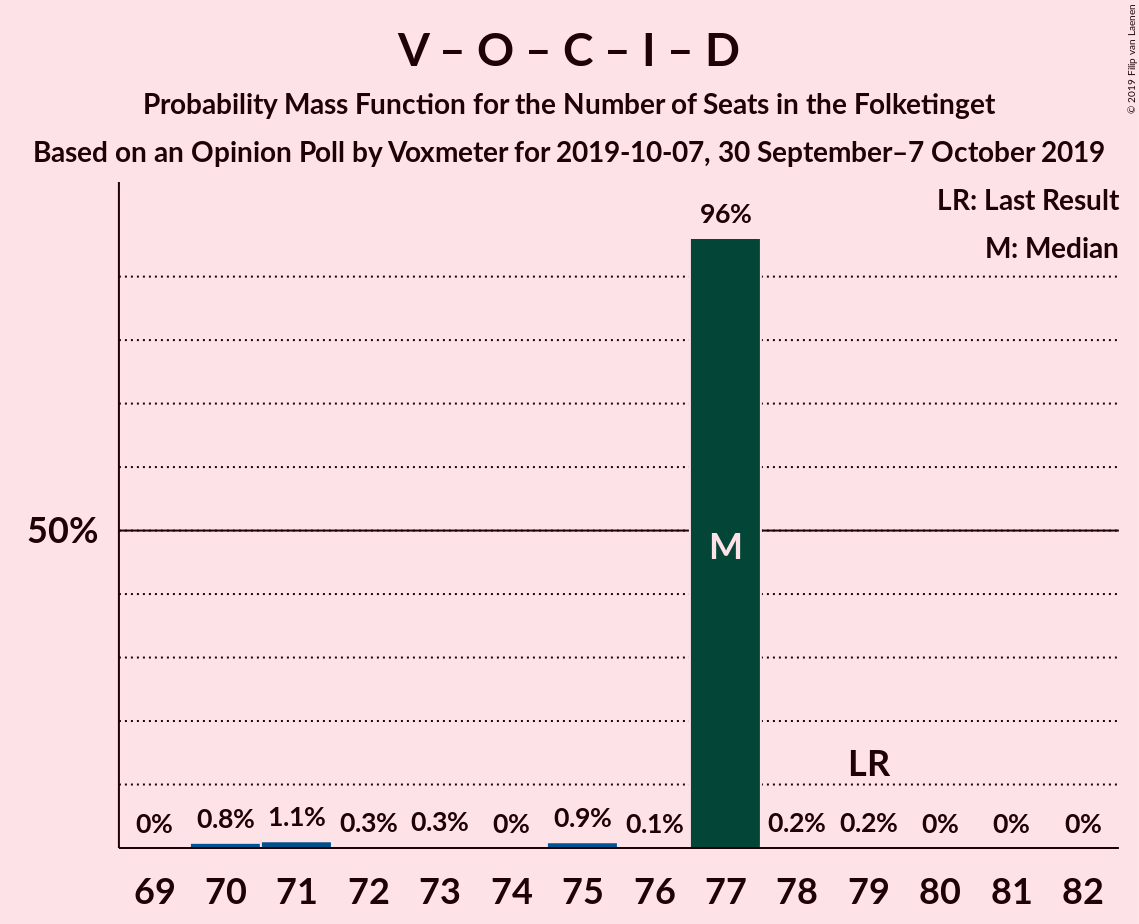 V – O – C – I – D
Probability Mass Function for the Number of Seats in the Folketinget
Based on an Opinion Poll by Voxmeter for 2019-10-07, 30 September–7 October 2019
© 2019 Filip van Laenen
LR: Last Result
M: Median
96%
50%
M
LR
0% 0.8% 1.1% 0.3% 0.3% 0% 0.9% 0.1% 0.2% 0.2% 0% 0% 0%
69 70 71 72 73 74 75 76 77 78 79 80 81 82